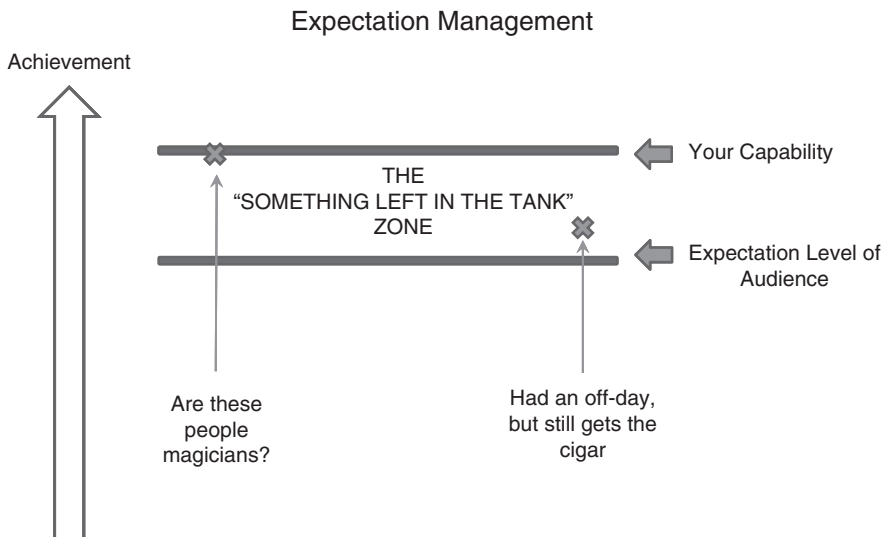 Expectation Management
Achievement
Your Capability
THE
“SOMETHING LEFT IN THE TANK”
ZONE
Expectation Level of
Audience
Are these
people
magicians?
Had an off-day,
but still gets the
cigar